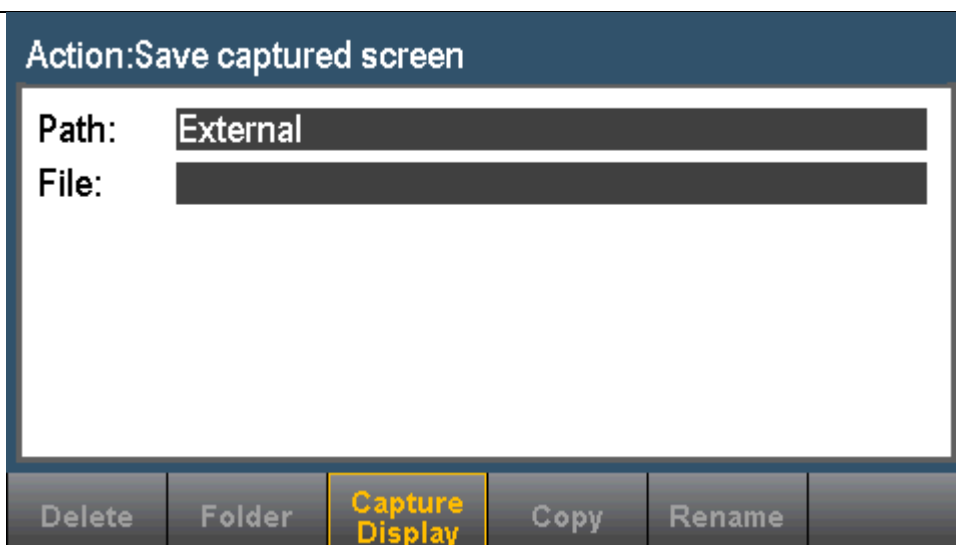 Action:Save captured screen
Path: External
File:
Delete Folder Capture Display Copy Rename